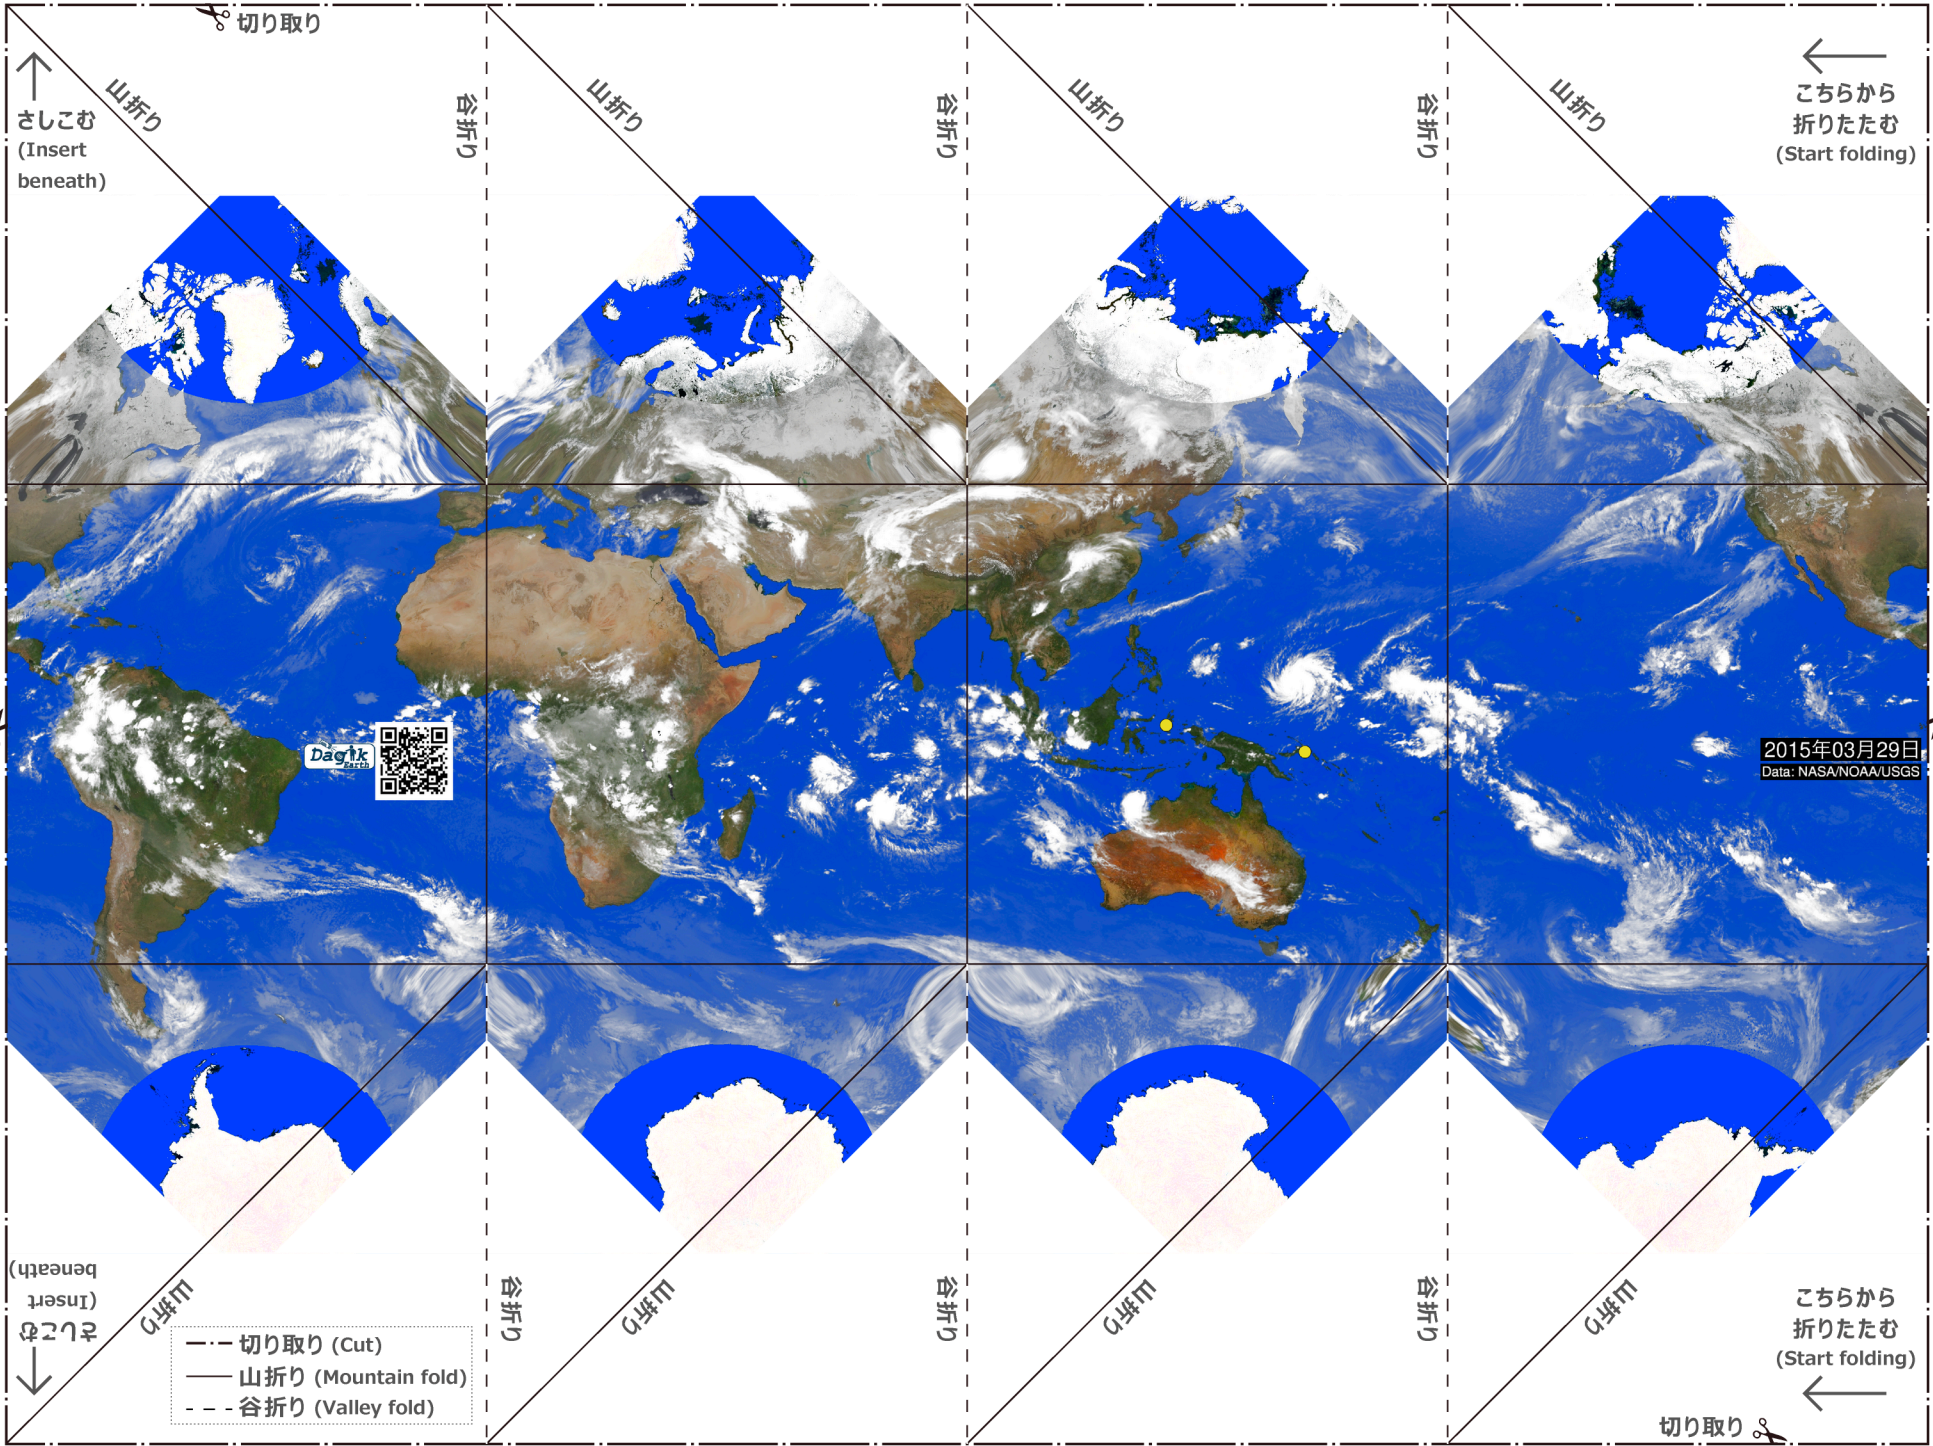 切り取り
山折り
谷折り
山折り
谷折り
山折り
谷折り
山折り
さしこむ
(Insert
beneath)
こちらから
折りたたむ
(Start folding)
Dagik
Earth
2015年03月29日
Data: NASA/NOAA/USGS
さしこむ
(Insert
beneath)
山折り
谷折り
山折り
谷折り
山折り
谷折り
山折り
こちらから
折りたたむ
(Start folding)
切り取り (Cut)
山折り (Mountain fold)
谷折り (Valley fold)
切り取り